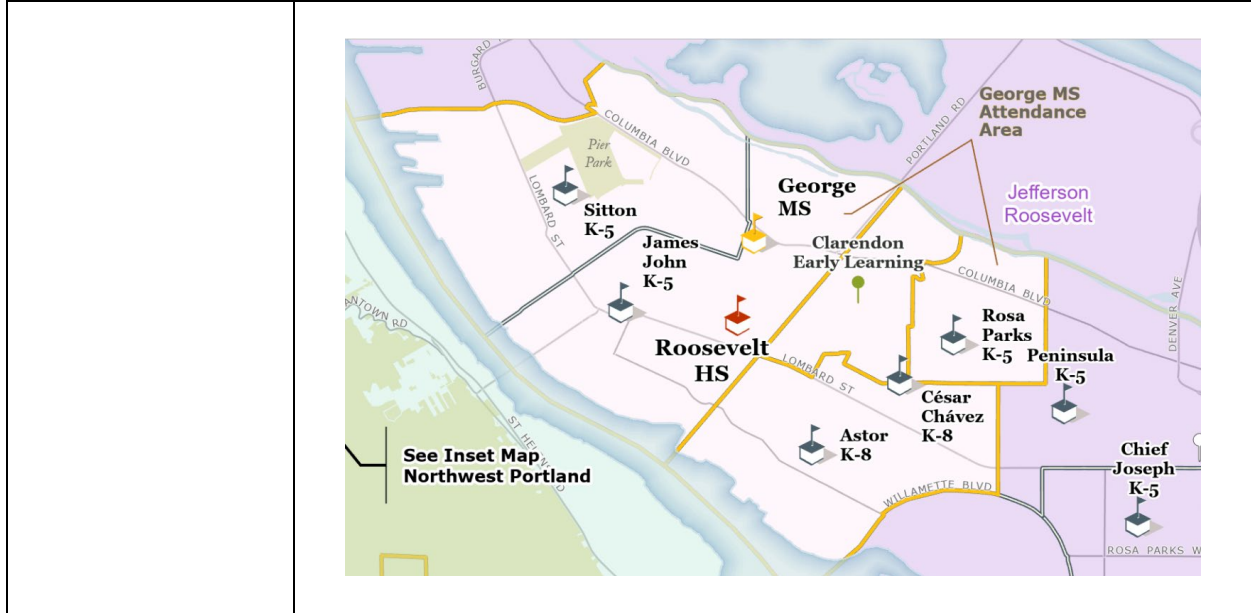 BURGARD
COLUMBIA BLVD
PORTLAND RD
George MS
Attendance
Area
Pier
Park
LOMBARD ST
Sitton
K-5
George
MS
Jefferson
Roosevelt
James
John
K-5
Clarendon
Early Learning
COLUMBIA BLVD
DENVER AVE
Rosa
Parks
K-5
Peninsula
K-5
Roosevelt
HS
LOMBARD ST
César
Chávez
K-8
Astor
K-8
Chief
Joseph
K-5
ANTOWN RD
ST HELENS RD
See Inset Map
Northwest Portland
WILLAMETTE BLVD
ROSA PARKS W